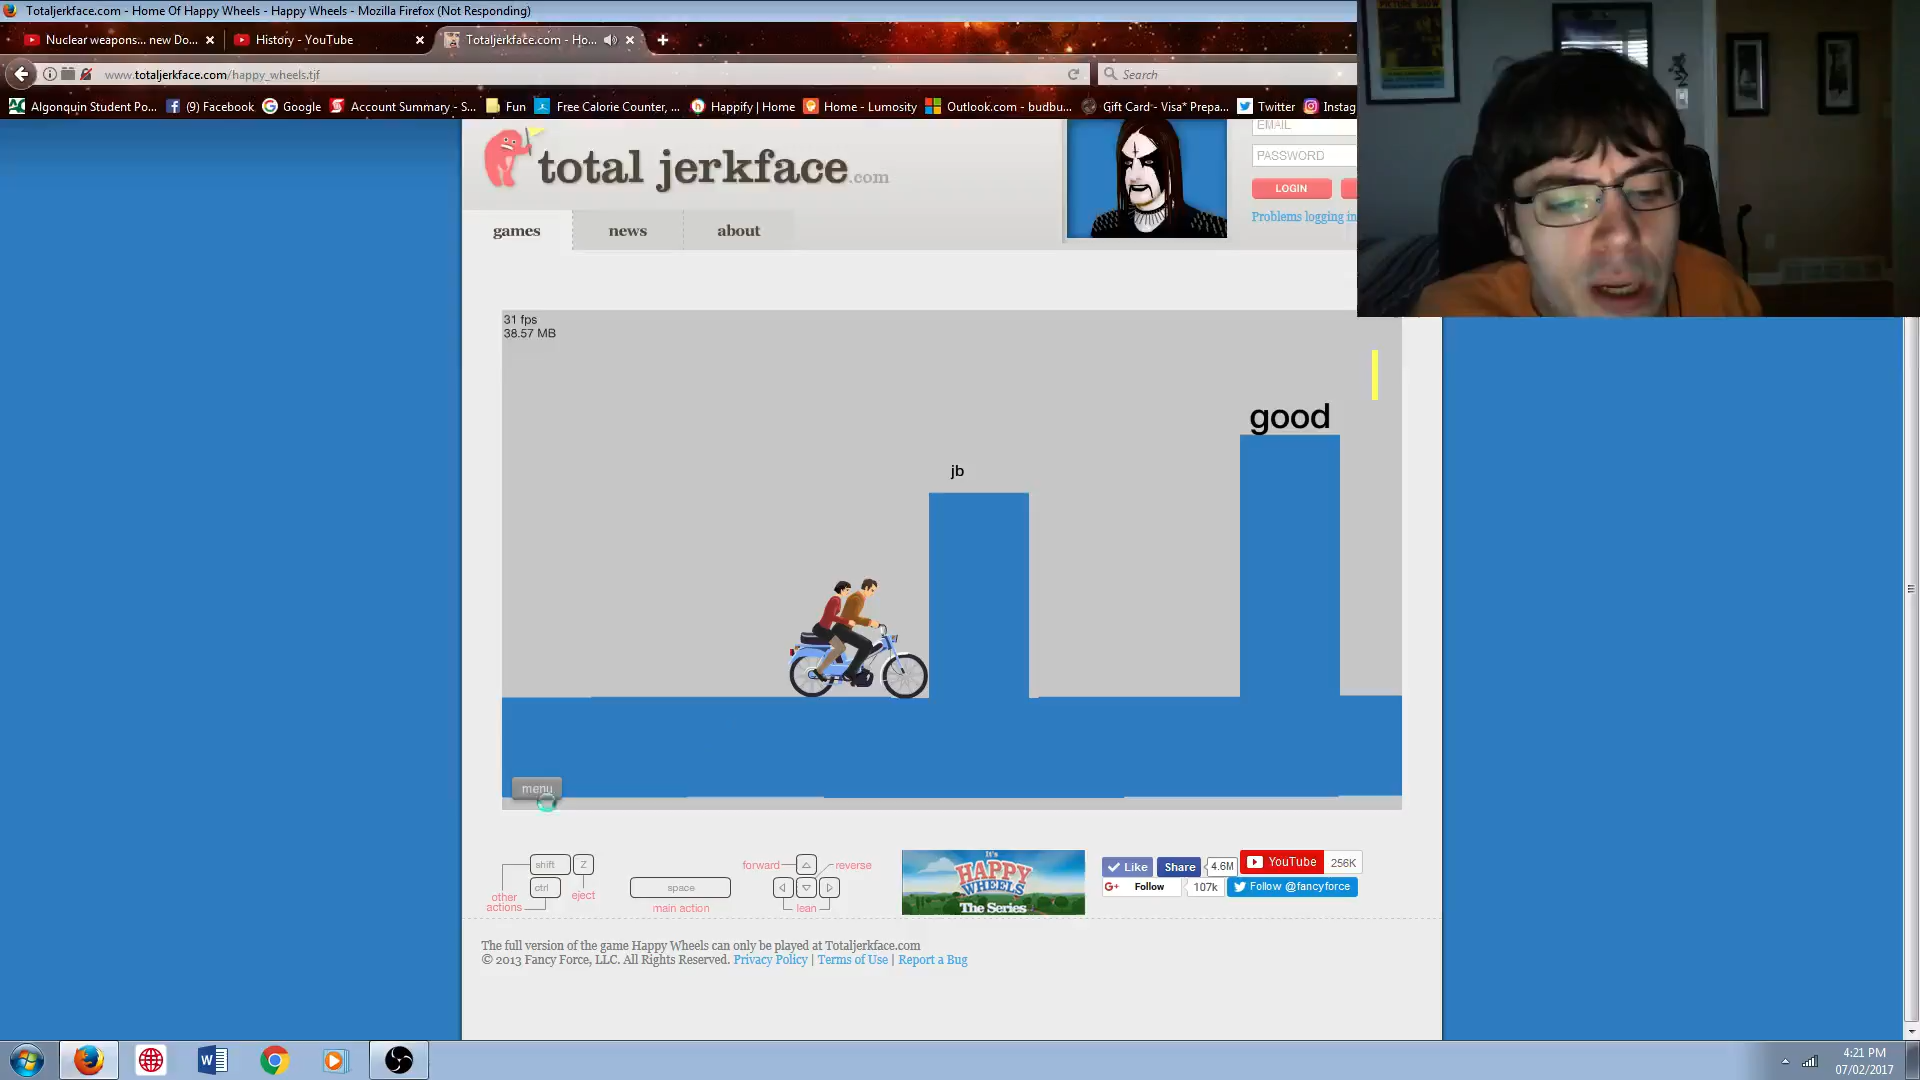 Totaljerkface.com - Home Of Happy Wheels - Happy Wheels - Mozilla Firefox (Not Responding)
Nuclear weapons... new Do...
History - YouTube
Totaljerkface.com - Ho...
www.totaljerkface.com/happy_wheels.tjf
Search
Algonquin Student Po...
(9) Facebook
Google
Account Summary - S...
Fun
Free Calorie Counter, ...
Happify | Home
Home - Lumosity
Outlook.com - budbu...
Gift Card - Visa* Prepa...
Twitter
Instag
total jerkface.com
EMAIL
PASSWORD
LOGIN
Problems logging in
games
news
about
31 fps
38.57 MB
good
jb
menu
shift
Z
ctrl
eject
other
actions
space
main action
forward
reverse
lean
It's
HAPPY
WHEELS
The Series
Like
Share
4.6M
YouTube
256K
G+
Follow
107k
Follow @fancyforce
The full version of the game Happy Wheels can only be played at Totaljerkface.com
© 2013 Fancy Force, LLC. All Rights Reserved. Privacy Policy | Terms of Use | Report a Bug
4:21 PM
07/02/2017